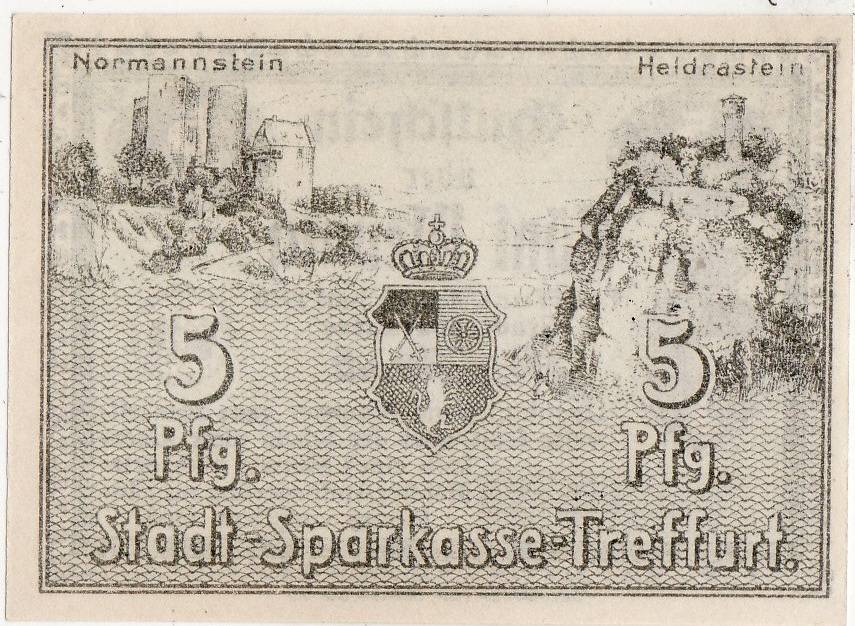 Normannstein Heldrastein
5 5
Pfg. Pfg.
Stadt-Sparkasse-Treffurt.